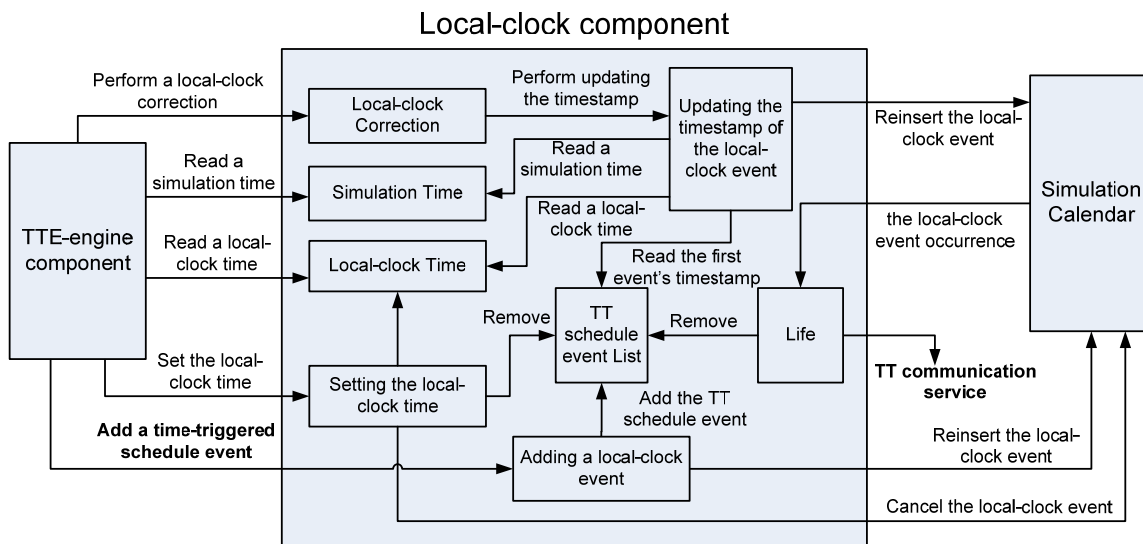 Local-clock component
Perform a local-clock
correction
Local-clock
Correction
Perform updating
the timestamp
Updating the
timestamp of
the local-
clock event
Reinsert the local-
clock event
Read a
simulation time
Simulation Time
Read a
simulation time
Simulation
Calendar
TTE-engine
component
Read a local-
clock time
Local-clock Time
Read a local-
clock time
the local-clock
event occurrence
Read the first
event's timestamp
Remove
TT
schedule
event List
Remove
Life
Set the local-
clock time
Setting the local-
clock time
TT communication
service
Add the TT
schedule event
Add a time-triggered
schedule event
Adding a local-clock
event
Reinsert the local-
clock event
Cancel the local-clock event